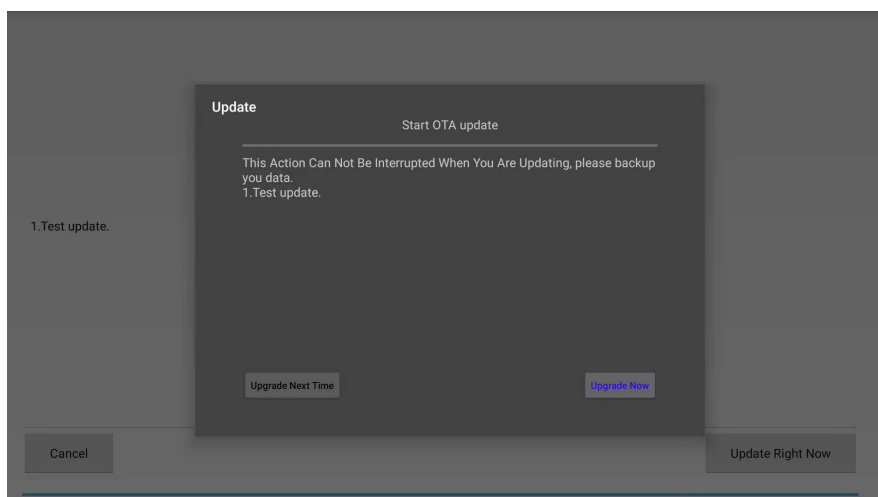 Update
Start OTA update
This Action Can Not Be Interrupted When You Are Updating, please backup
you data.
1.Test update.
1.Test update.
Upgrade Next Time
Upgrade Now
Cancel
Update Right Now